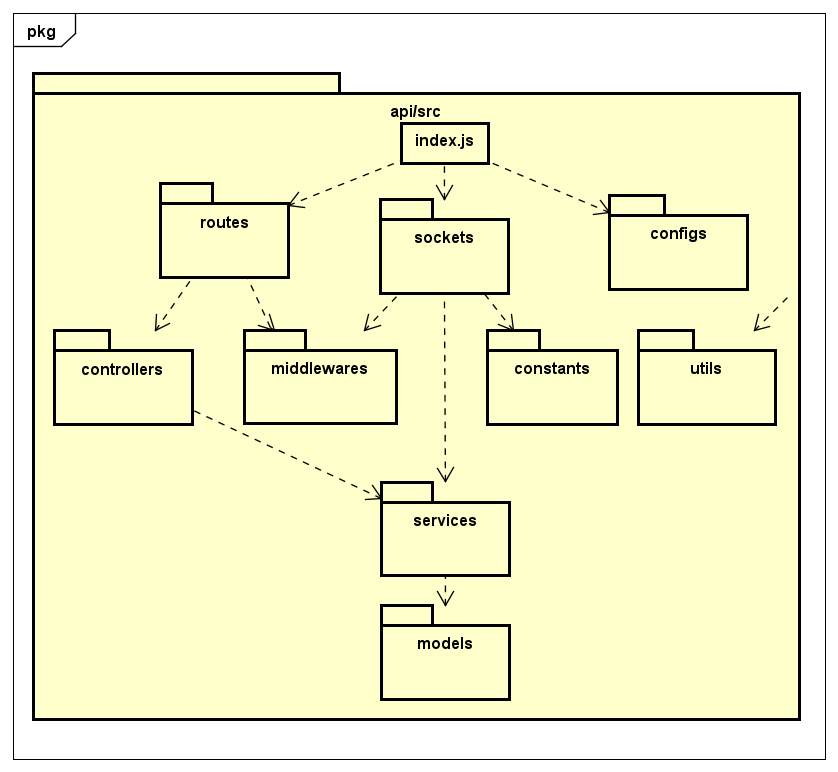 pkg
api/src
index.js
routes
sockets
configs
controllers
middlewares
constants
utils
services
models